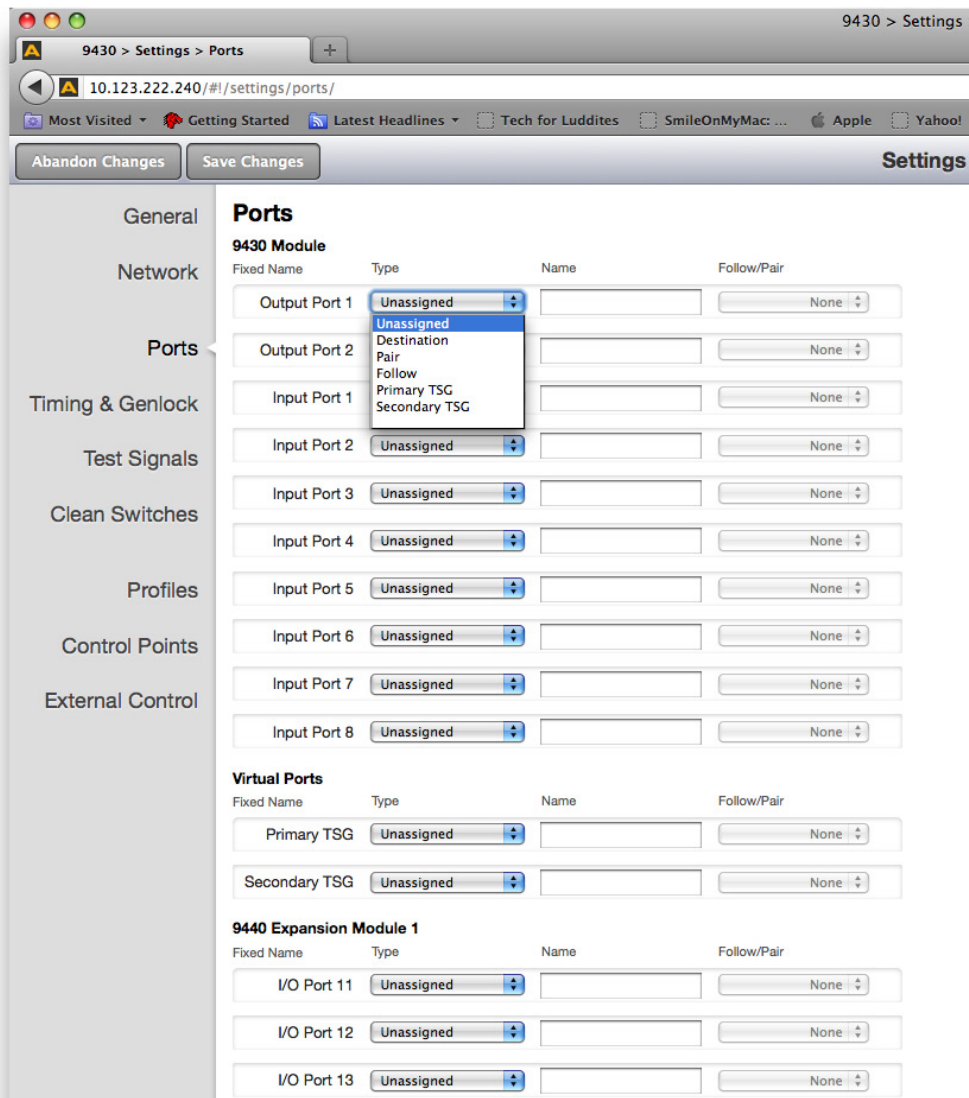 9430 > Settings
9430 > Settings > Ports
10.123.222.240/#!/settings/ports/
Most Visited Getting Started Latest Headlines Tech for Luddites SmileOnMyMac: ... Apple Yahoo!
Abandon Changes Save Changes Settings
General
Network
Ports
Timing & Genlock
Test Signals
Clean Switches
Profiles
Control Points
External Control
Ports
9430 Module
Fixed Name Type Name Follow/Pair
Output Port 1 Unassigned None
Unassigned
Destination
Pair
Follow
Primary TSG
Secondary TSG
Output Port 2 None
Input Port 1 None
Input Port 2 Unassigned None
Input Port 3 Unassigned None
Input Port 4 Unassigned None
Input Port 5 Unassigned None
Input Port 6 Unassigned None
Input Port 7 Unassigned None
Input Port 8 Unassigned None
Virtual Ports
Fixed Name Type Name Follow/Pair
Primary TSG Unassigned None
Secondary TSG Unassigned None
9440 Expansion Module 1
Fixed Name Type Name Follow/Pair
I/O Port 11 Unassigned None
I/O Port 12 Unassigned None
I/O Port 13 Unassigned None